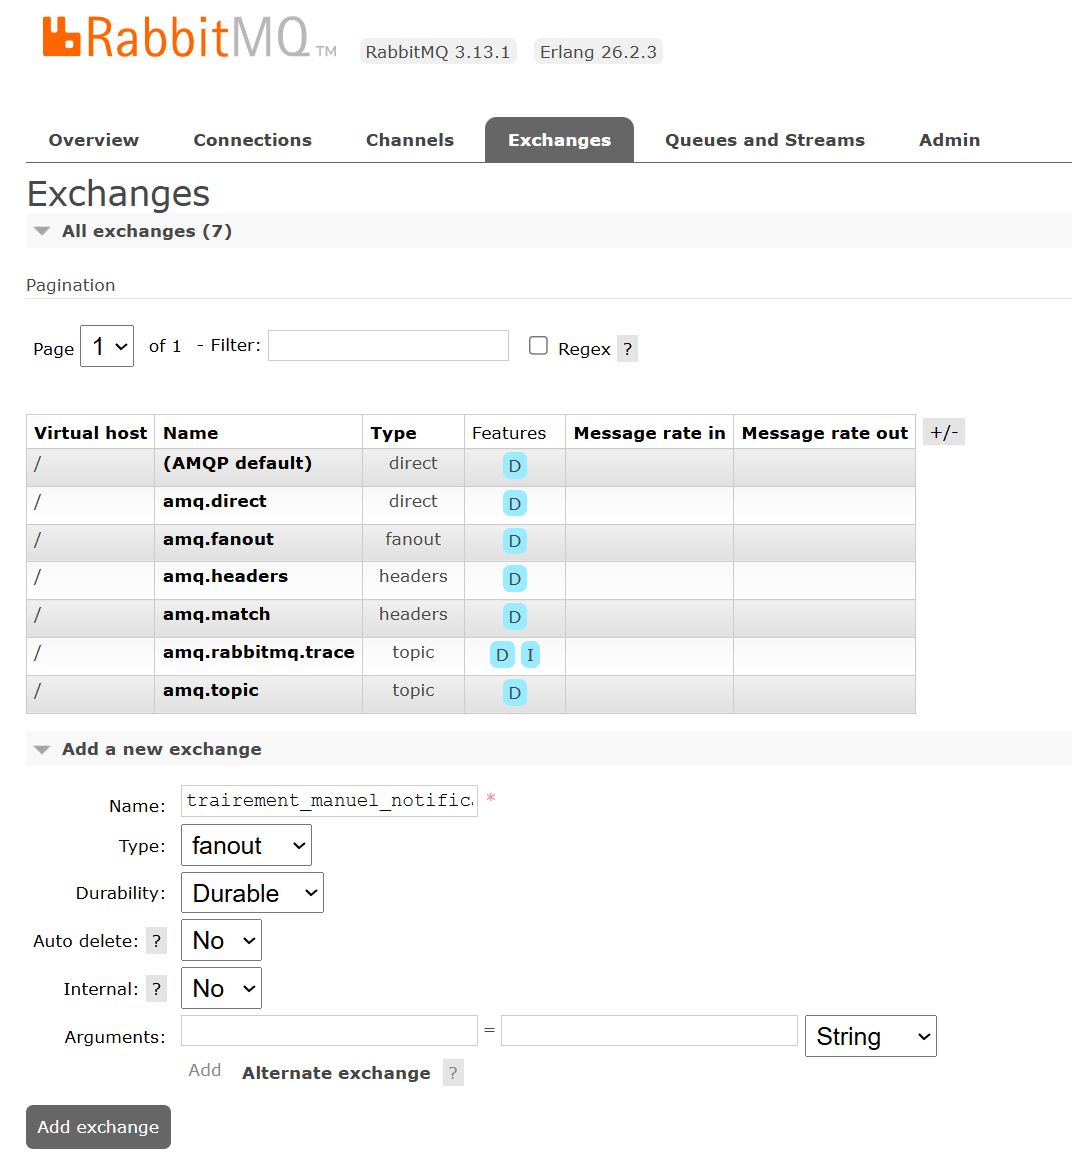 RabbitMQ TM RabbitMQ 3.13.1 Erlang 26.2.3
Overview Connections Channels Exchanges Queues and Streams Admin
Exchanges
All exchanges (7)
Pagination
Page 1 of 1 - Filter: Regex ?
Virtual host Name Type Features Message rate in Message rate out +/-
/ (AMQP default) direct D
/ amq.direct direct D
/ amq.fanout fanout D
/ amq.headers headers D
/ amq.match headers D
/ amq.rabbitmq.trace topic D I
/ amq.topic topic D
Add a new exchange
Name: trairement_manuel_notific *
Type: fanout
Durability: Durable
Auto delete: ? No
Internal: ? No
Arguments: = String
Add Alternate exchange ?
Add exchange